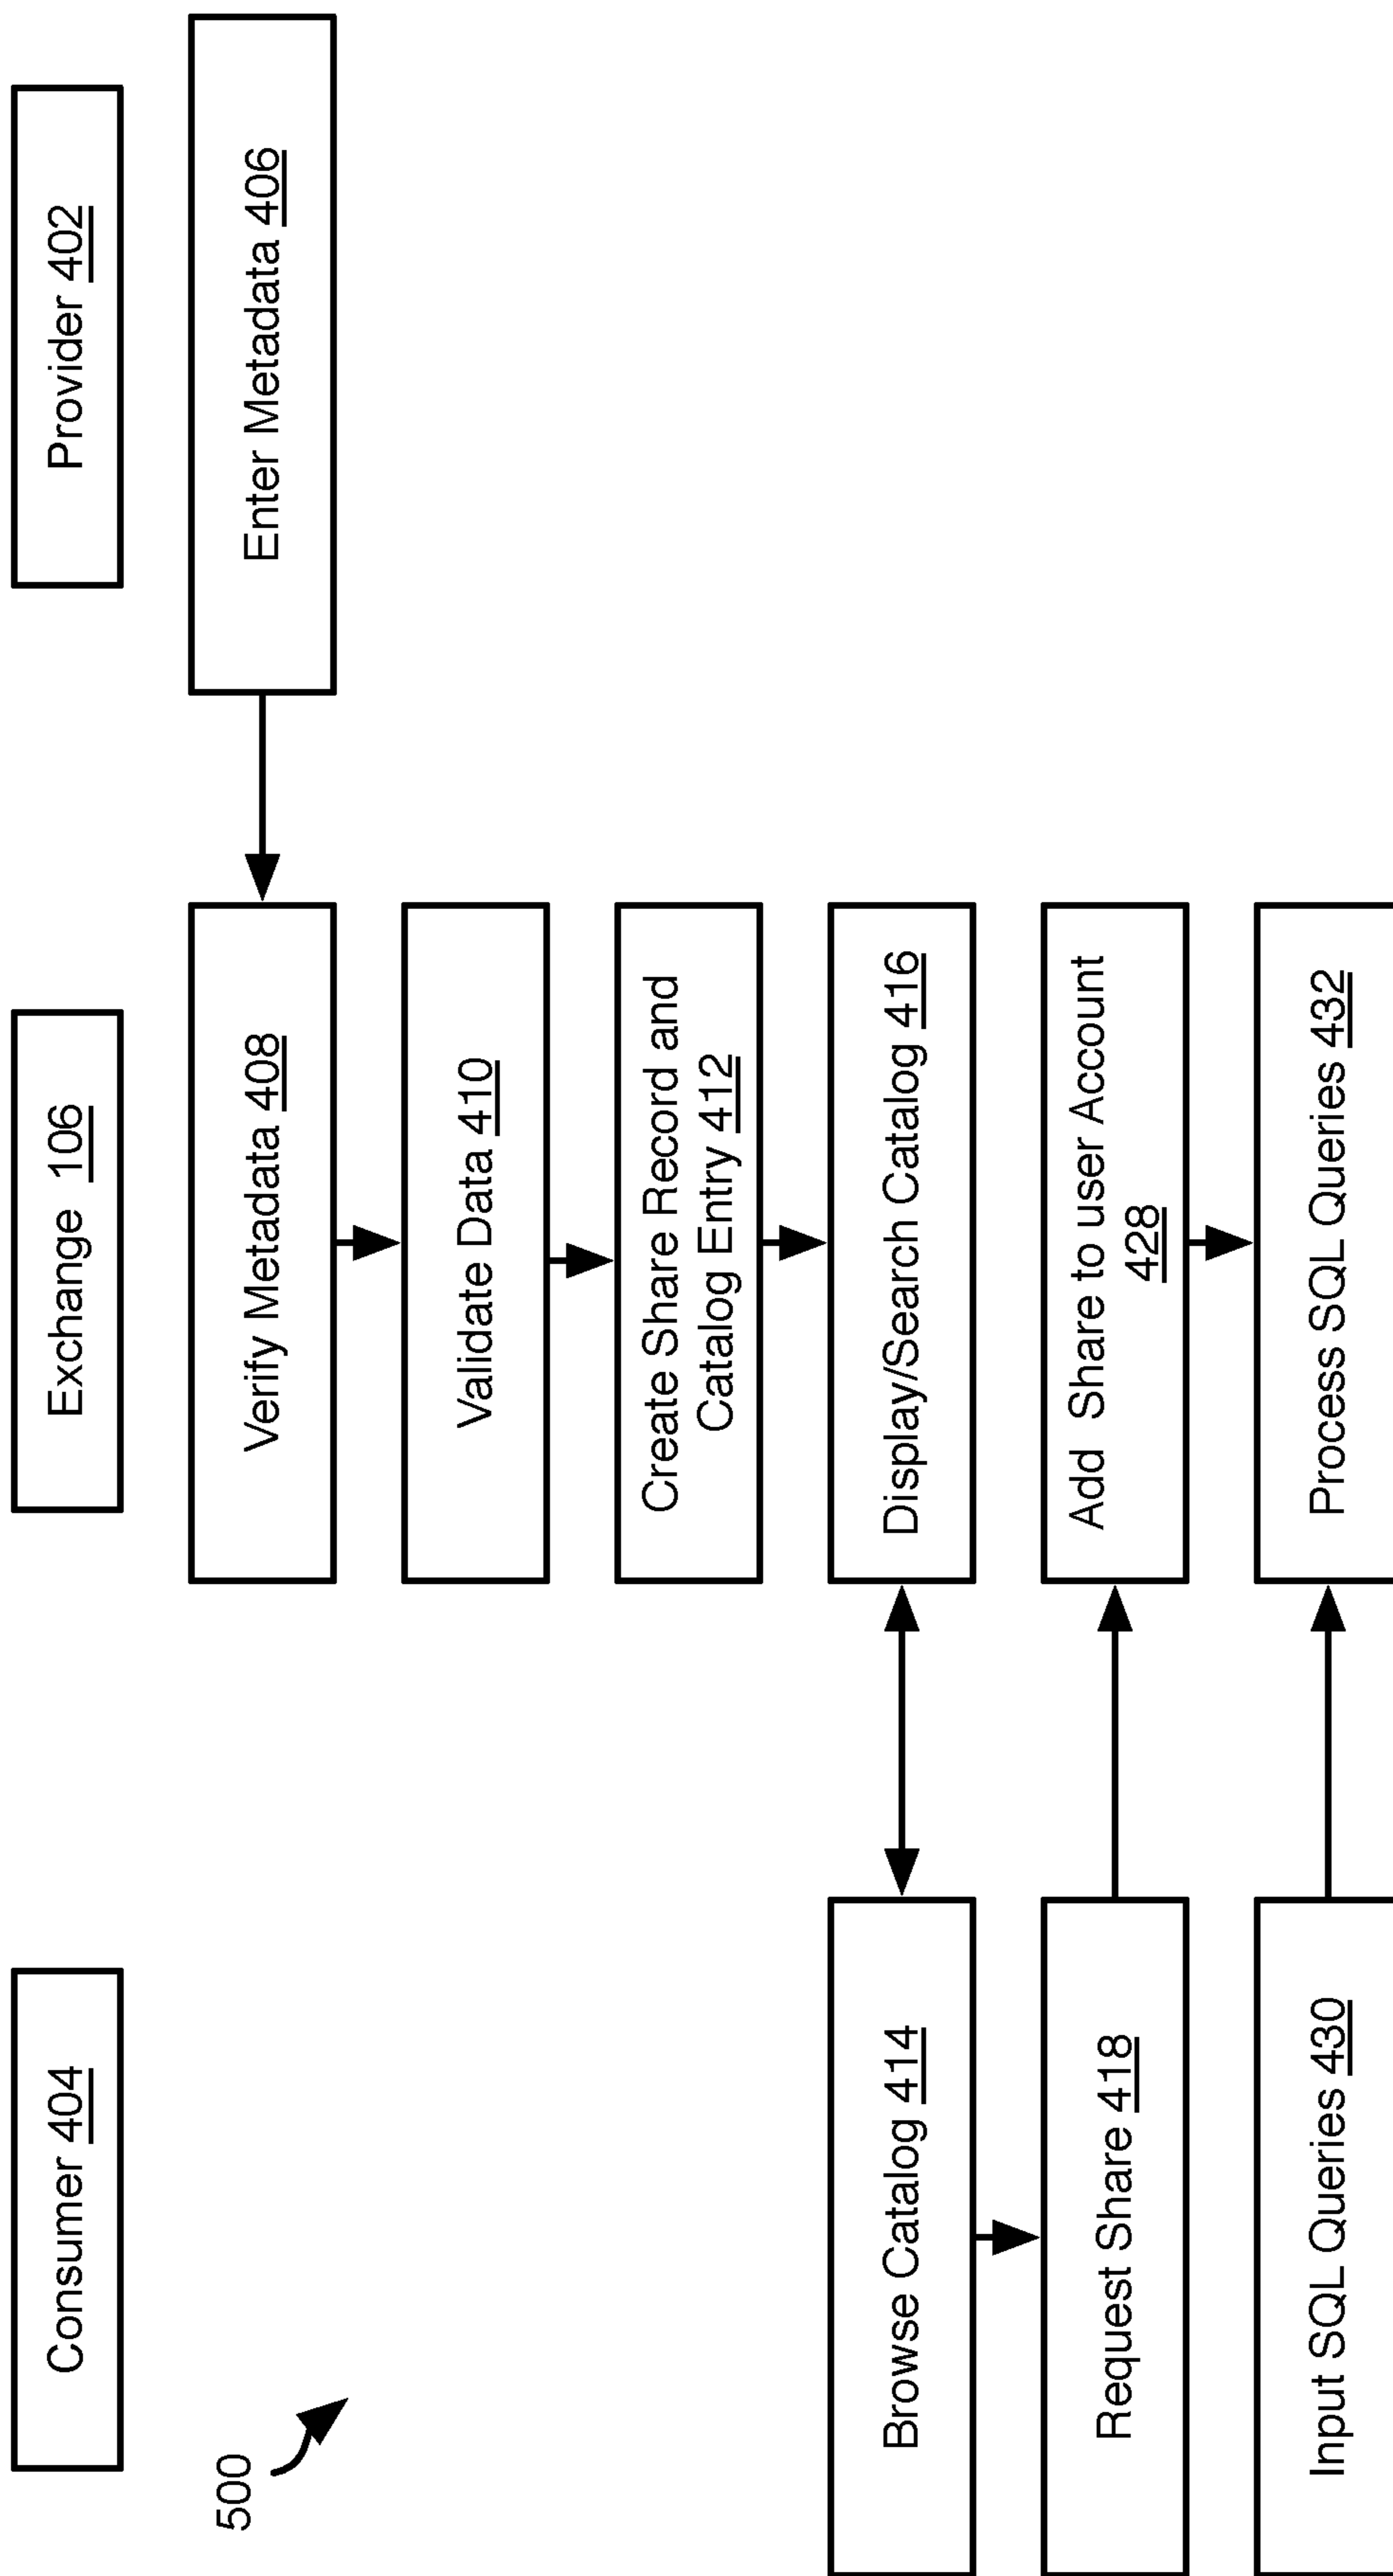 Consumer 404
Exchange 106
Provider 402
500
Enter Metadata 406
Verify Metadata 408
Validate Data 410
Create Share Record and
Catalog Entry 412
Browse Catalog 414
Display/Search Catalog 416
Request Share 418
Add Share to user Account
428
Input SQL Queries 430
Process SQL Queries 432